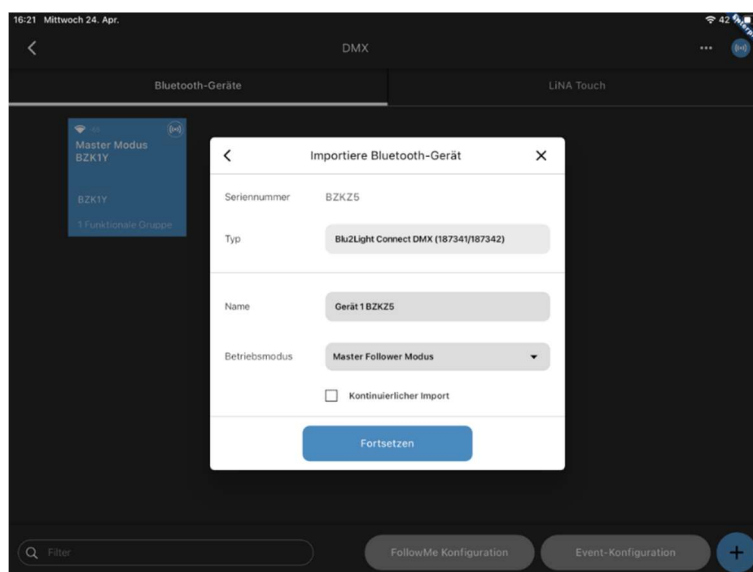 16:21 Mittwoch 24. Apr.
42
DMX
Bluetooth-Geräte
LiNA Touch
Master Modus
BZK1Y
BZK1Y
1 Funktionale Gruppe
Importiere Bluetooth-Gerät
Seriennummer BZKZ5
Typ Blu2Light Connect DMX (187341/187342)
Name Gerät 1 BZKZ5
Betriebsmodus Master Follower Modus
Kontinuierlicher Import
Fortsetzen
Filter
FollowMe Konfiguration
Event-Konfiguration